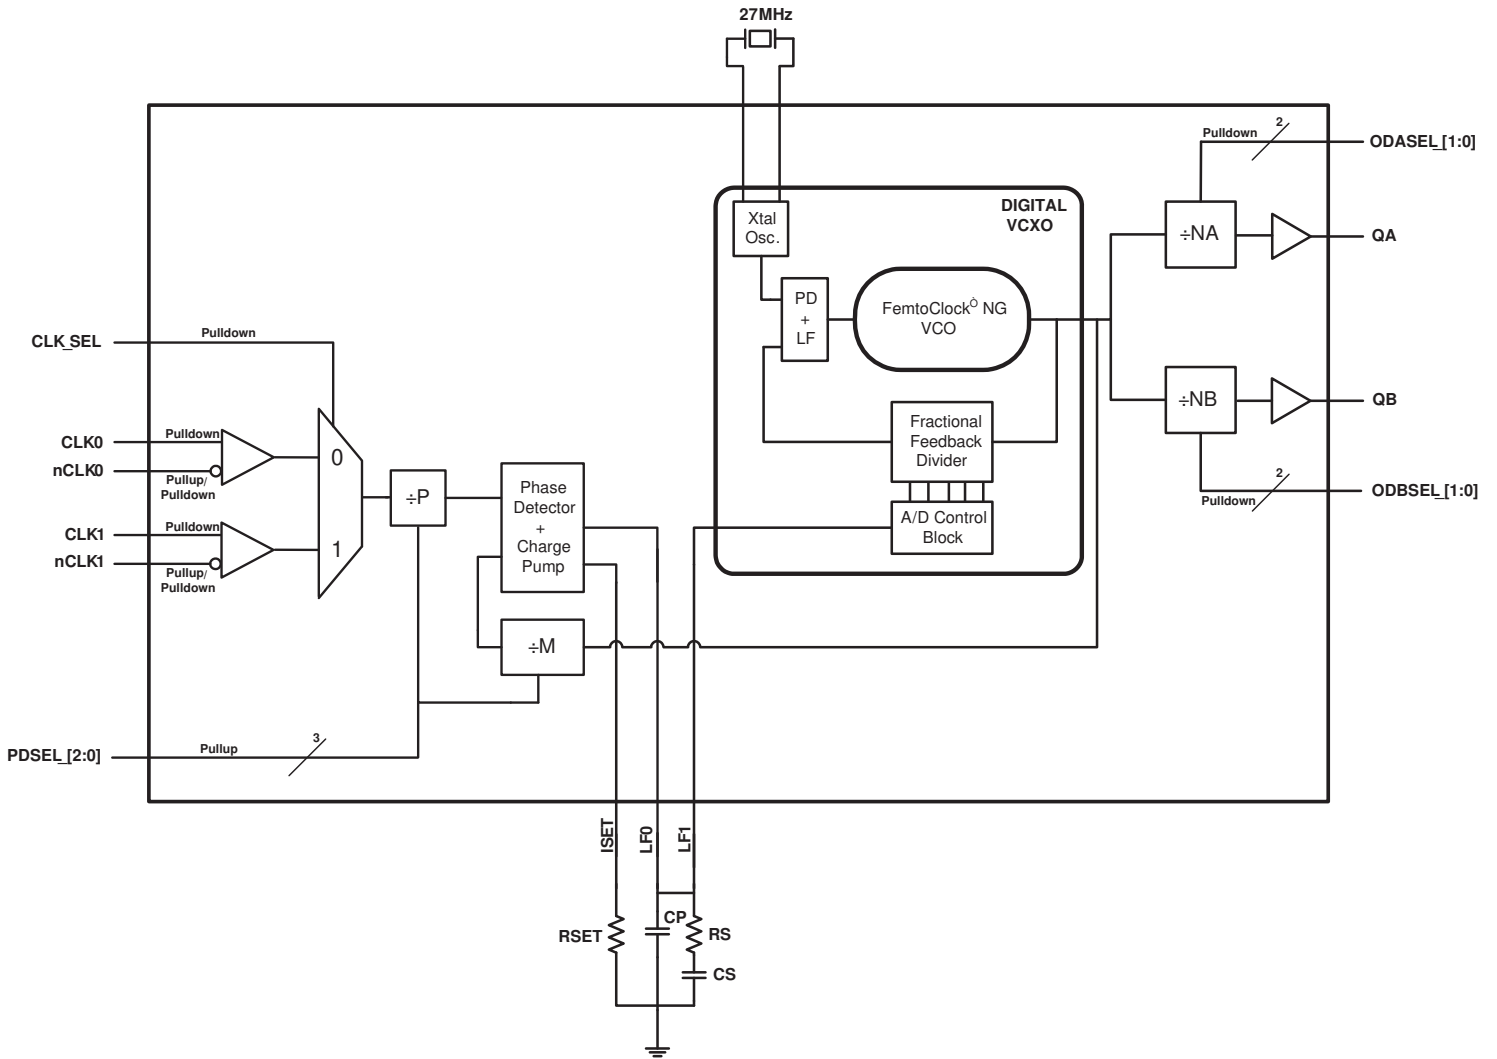 27MHz
Pulldown
2
ODASEL_[1:0]
DIGITAL
VCXO
Xtal
Osc.
÷NA
QA
PD
+
LF
FemtoClock Ò NG
VCO
CLK_SEL
Pulldown
÷NB
QB
Fractional
Feedback
Divider
CLK0
Pulldown
nCLK0
Pullup/
Pulldown
0
÷P
Phase
Detector
+
Charge
Pump
A/D Control
Block
2
Pulldown
ODBSEL_[1:0]
CLK1
Pulldown
nCLK1
Pullup/
Pulldown
1
÷M
PDSEL_[2:0]
Pullup
3
ISET
LF0
LF1
RSET
CP
RS
CS